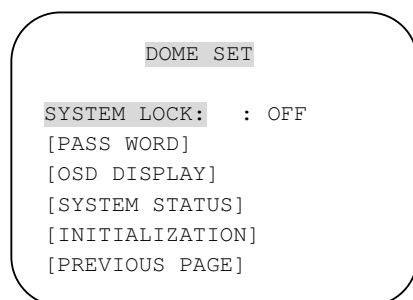 DOME SET
SYSTEM LOCK: : OFF
[PASS WORD]
[OSD DISPLAY]
[SYSTEM STATUS]
[INITIALIZATION]
[PREVIOUS PAGE]